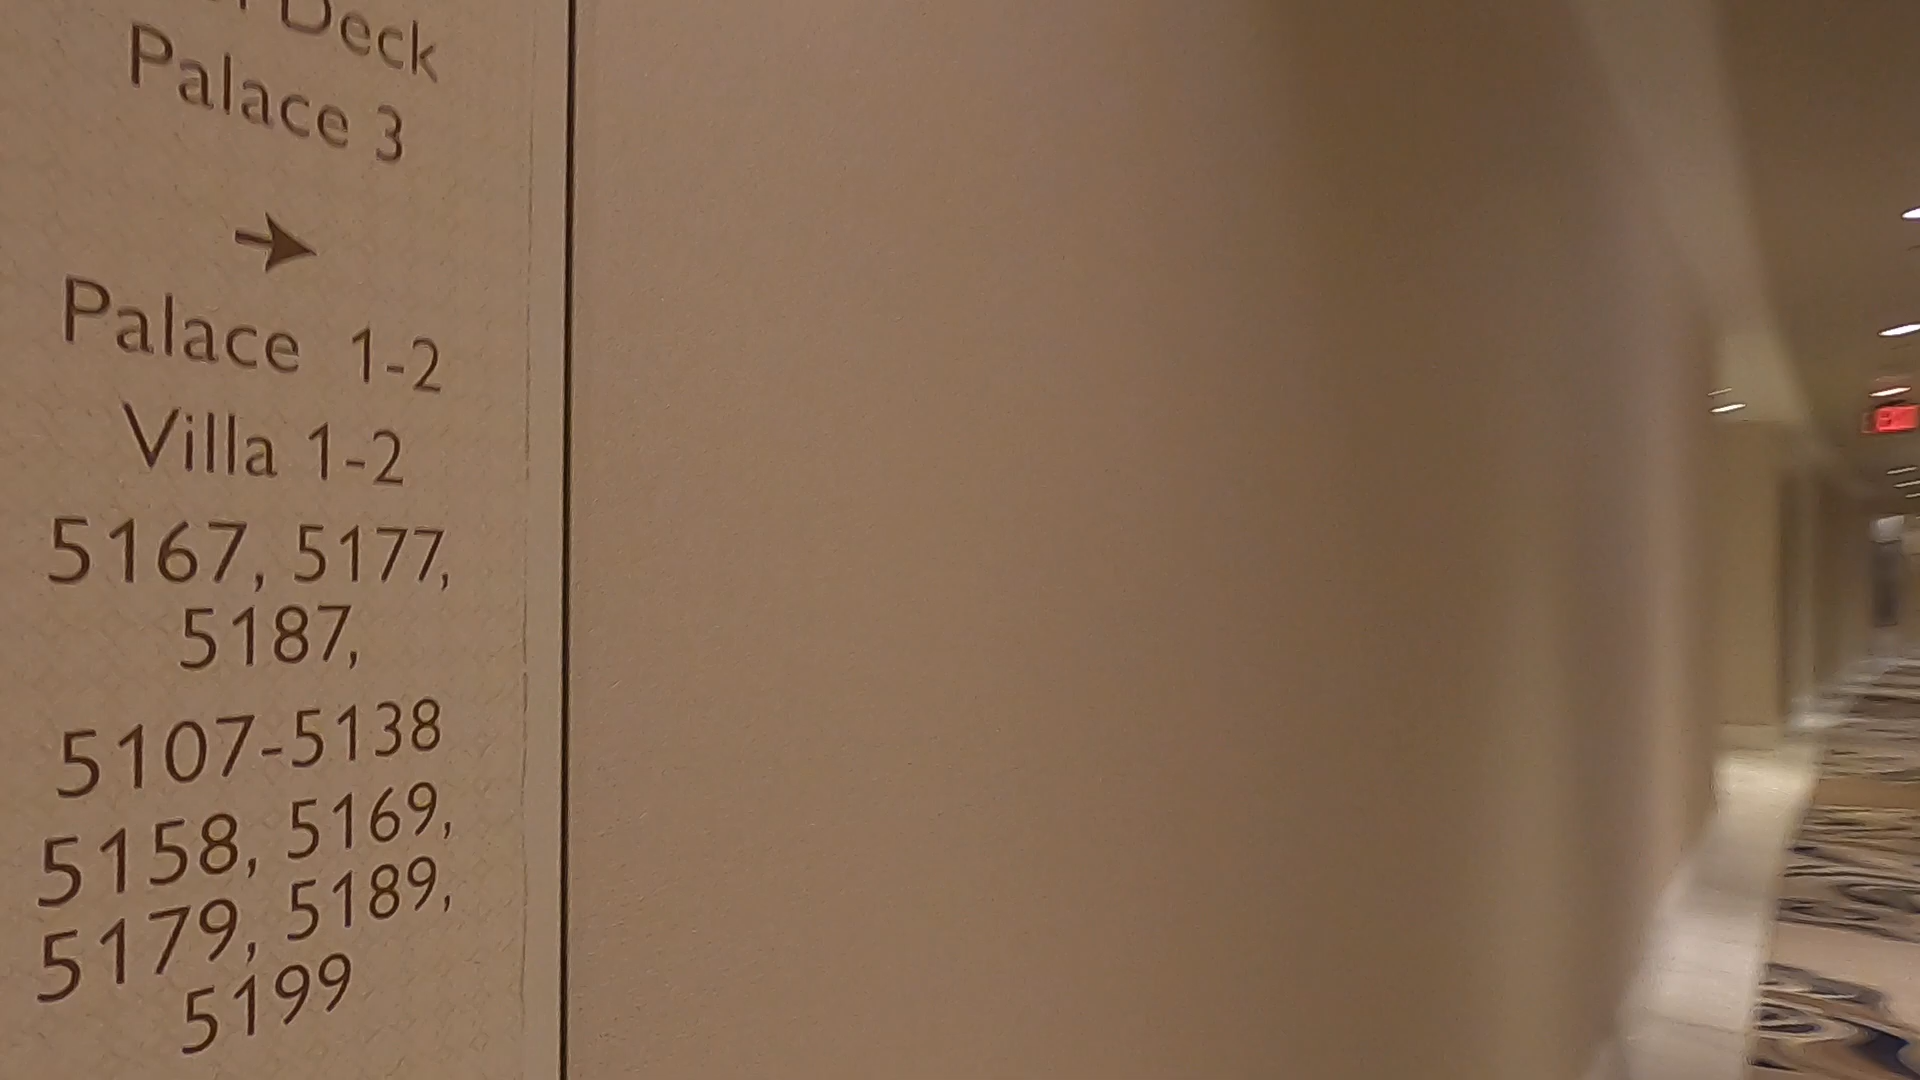 Deck
Palace 3
→
Palace 1-2
Villa 1-2
5167, 5177,
5187,
5107-5138
5158, 5169,
5179, 5189,
5199